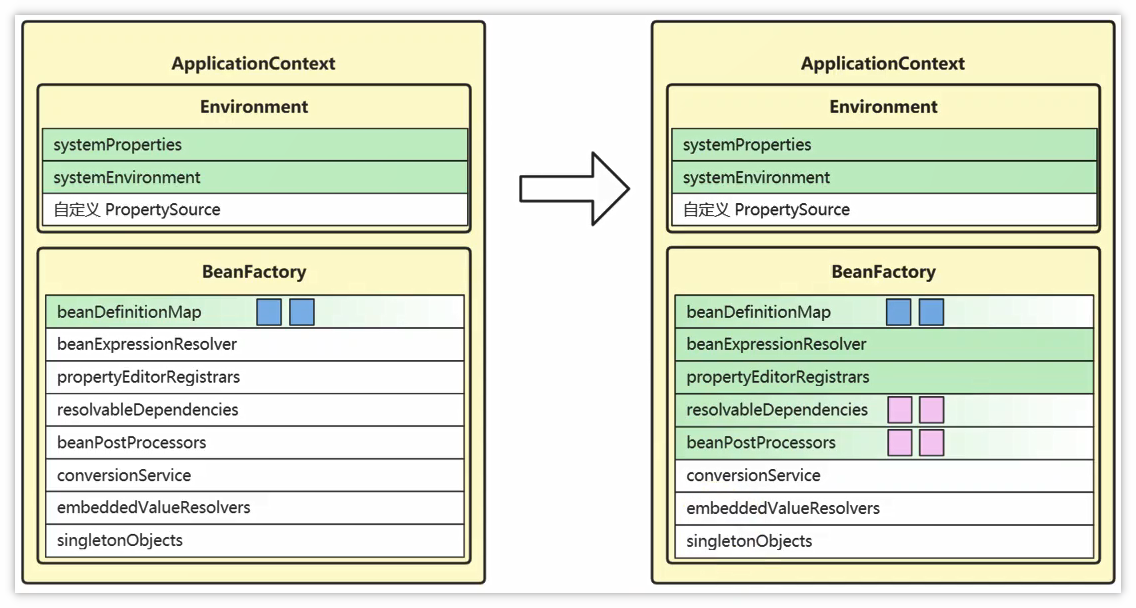 ApplicationContext
Environment
systemProperties
systemEnvironment
自定义 PropertySource
BeanFactory
beanDefinitionMap
beanExpressionResolver
propertyEditorRegistrars
resolvableDependencies
beanPostProcessors
conversionService
embeddedValueResolvers
singletonObjects
ApplicationContext
Environment
systemProperties
systemEnvironment
自定义 PropertySource
BeanFactory
beanDefinitionMap
beanExpressionResolver
propertyEditorRegistrars
resolvableDependencies
beanPostProcessors
conversionService
embeddedValueResolvers
singletonObjects